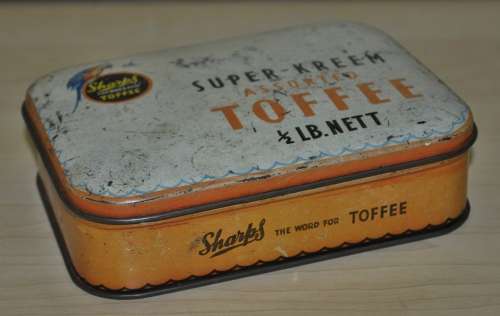 Sharps
TOFFEE
SUPER-KREEM
ASSORTED
TOFFEE
½ LB. NETT
Sharps THE WORD FOR TOFFEE